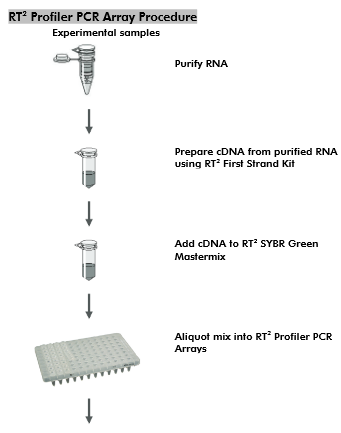 RT² Profiler PCR Array Procedure
Experimental samples
Purify RNA
Prepare cDNA from purified RNA
using RT² First Strand Kit
Add cDNA to RT² SYBR Green
Mastermix
Aliquot mix into RT² Profiler PCR
Arrays